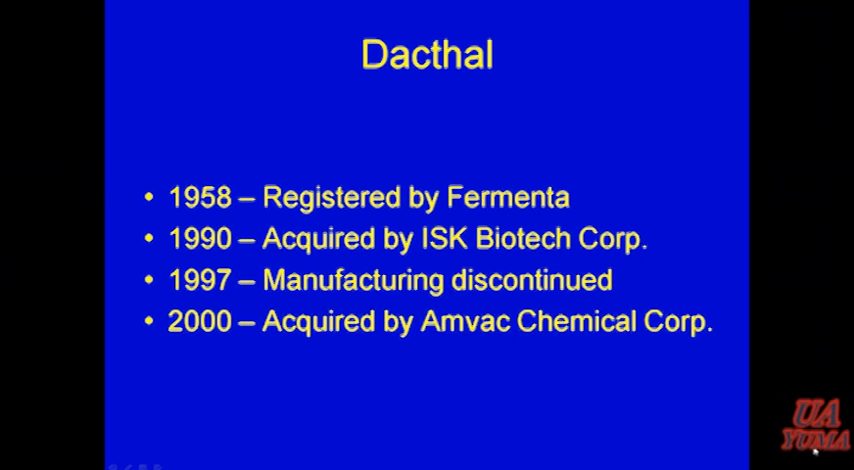 Dacthal
• 1958 – Registered by Fermenta
• 1990 – Acquired by ISK Biotech Corp.
• 1997 – Manufacturing discontinued
• 2000 – Acquired by Amvac Chemical Corp.
UA
YUMA